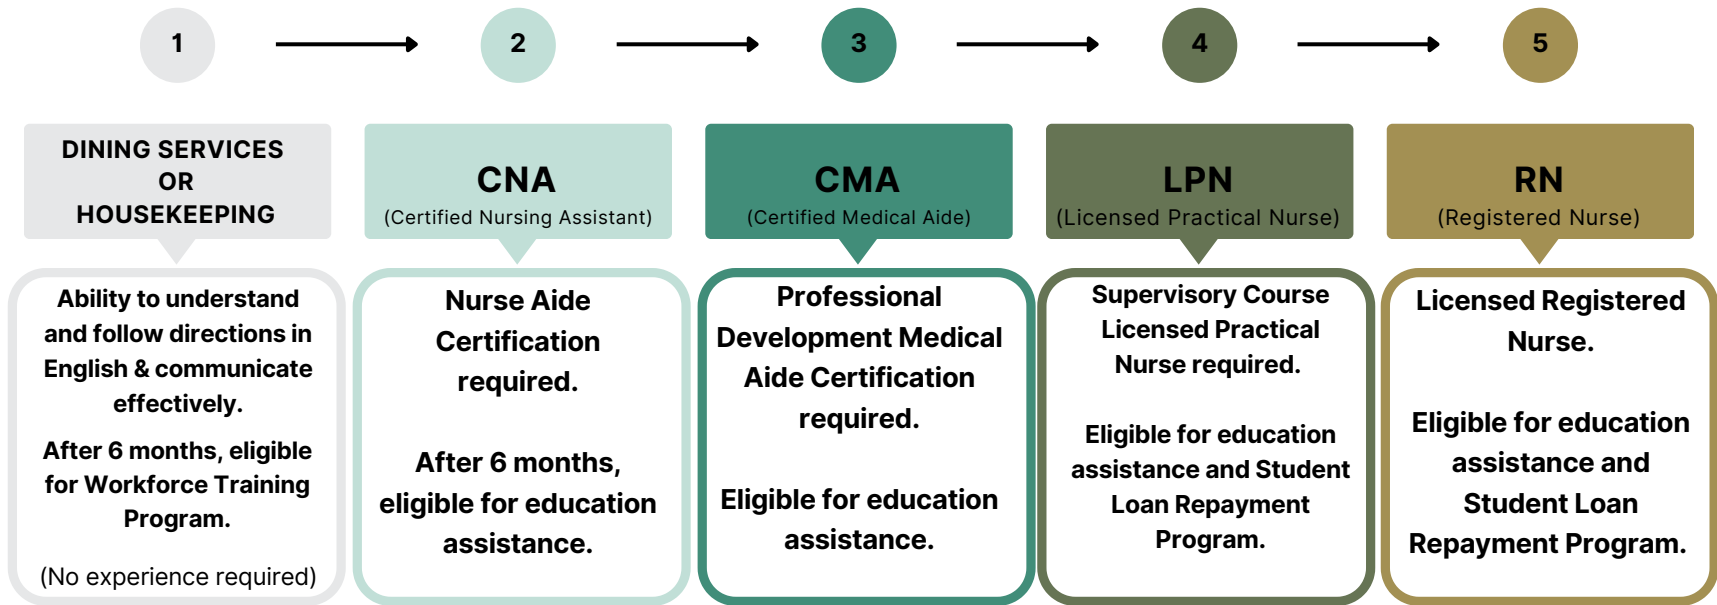 1
2
3
4
5
DINING SERVICES
OR
HOUSEKEEPING
Ability to understand
and follow directions in
English & communicate
effectively.
After 6 months, eligible
for Workforce Training
Program.
(No experience required)
CNA
(Certified Nursing Assistant)
Nurse Aide
Certification
required.
After 6 months,
eligible for education
assistance.
CMA
(Certified Medical Aide)
Professional
Development Medical
Aide Certification
required.
Eligible for education
assistance.
LPN
(Licensed Practical Nurse)
Supervisory Course
Licensed Practical
Nurse required.
Eligible for education
assistance and Student
Loan Repayment
Program.
RN
(Registered Nurse)
Licensed Registered
Nurse.
Eligible for education
assistance and
Student Loan
Repayment Program.